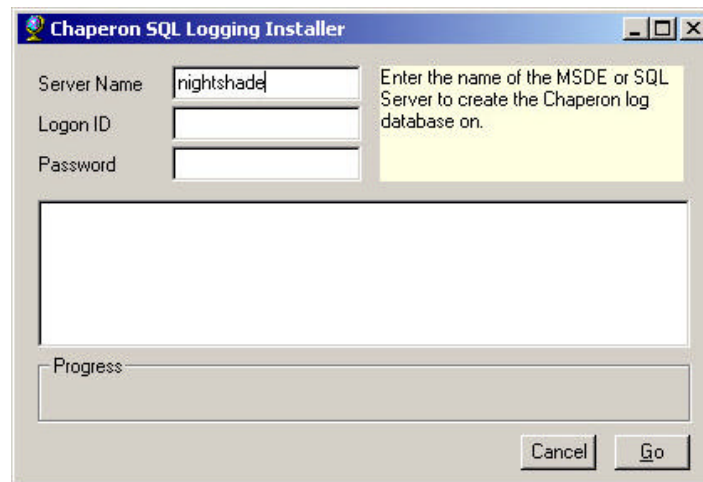 Chaperon SQL Logging Installer
Server Name
nightshade
Enter the name of the MSDE or SQL
Server to create the Chaperon log
database on.
Logon ID
Password
Progress
Cancel
Go